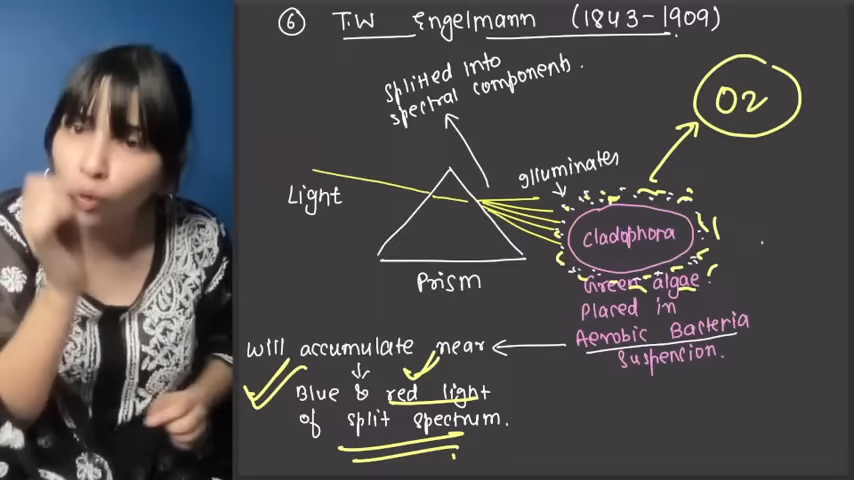 ⑥ T.W Engelmann (1843-1909)
Splitted into
spectral components.
O2
illuminates
Light
Cladophora
Prism
Green algae
Placed in
Aerobic Bacteria
Suspension.
Will accumulate near
Blue & red light
of split spectrum.